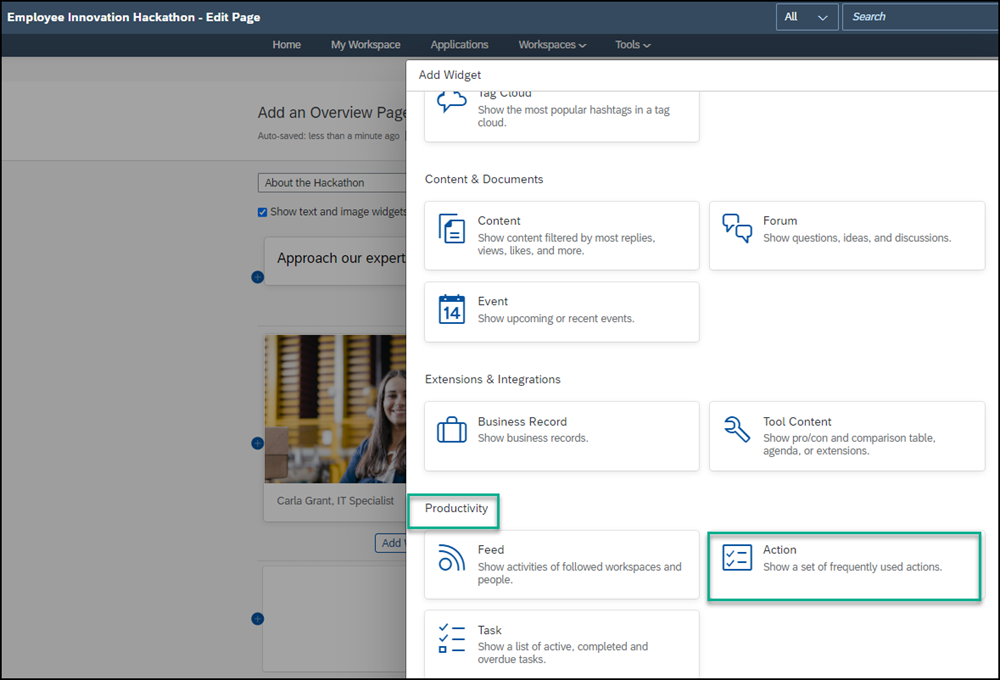 Employee Innovation Hackathon - Edit Page
All
Search
Home
My Workspace
Applications
Workspaces
Tools
Add Widget
Add an Overview Page
Auto-saved: less than a minute ago
About the Hackathon
Show text and image widgets
Approach our expert
Carla Grant, IT Specialist
Add
Tag Cloud
Show the most popular hashtags in a tag
cloud.
Content & Documents
Content
Show content filtered by most replies,
views, likes, and more.
Forum
Show questions, ideas, and discussions.
14
Event
Show upcoming or recent events.
Extensions & Integrations
Business Record
Show business records.
Tool Content
Show pro/con and comparison table,
agenda, or extensions.
Productivity
Feed
Show activities of followed workspaces and
people.
Action
Show a set of frequently used actions.
Task
Show a list of active, completed and
overdue tasks.